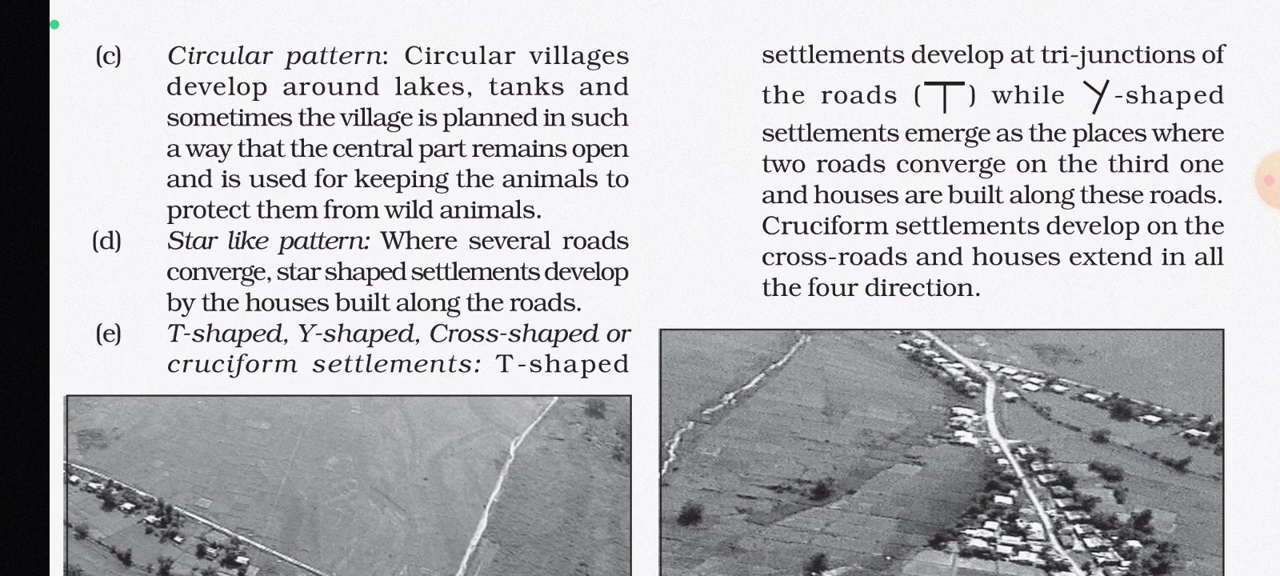 (c) Circular pattern: Circular villages
develop around lakes, tanks and
sometimes the village is planned in such
a way that the central part remains open
and is used for keeping the animals to
protect them from wild animals.
(d) Star like pattern: Where several roads
converge, star shaped settlements develop
by the houses built along the roads.
(e) T-shaped, Y-shaped, Cross-shaped or
cruciform settlements: T-shaped
settlements develop at tri-junctions of
the roads (T) while Y-shaped
settlements emerge as the places where
two roads converge on the third one
and houses are built along these roads.
Cruciform settlements develop on the
cross-roads and houses extend in all
the four direction.